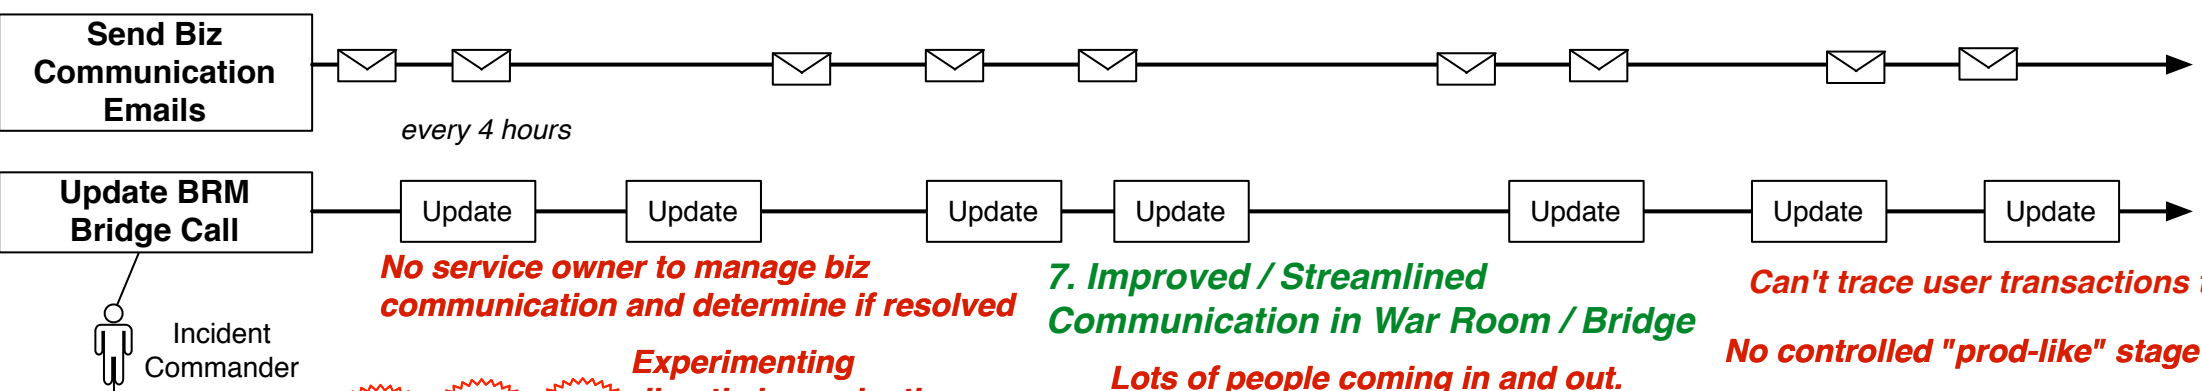 Send Biz
Communication
Emails
every 4 hours
Update BRM
Bridge Call
Update
Update
Update
Update
Update
Update
Update
No service owner to manage biz
communication and determine if resolved
7. Improved / Streamlined
Communication in War Room / Bridge
Can't trace user transactions
Incident
Commander
No controlled "prod-like" stage
Experimenting
Lots of people coming in and out.